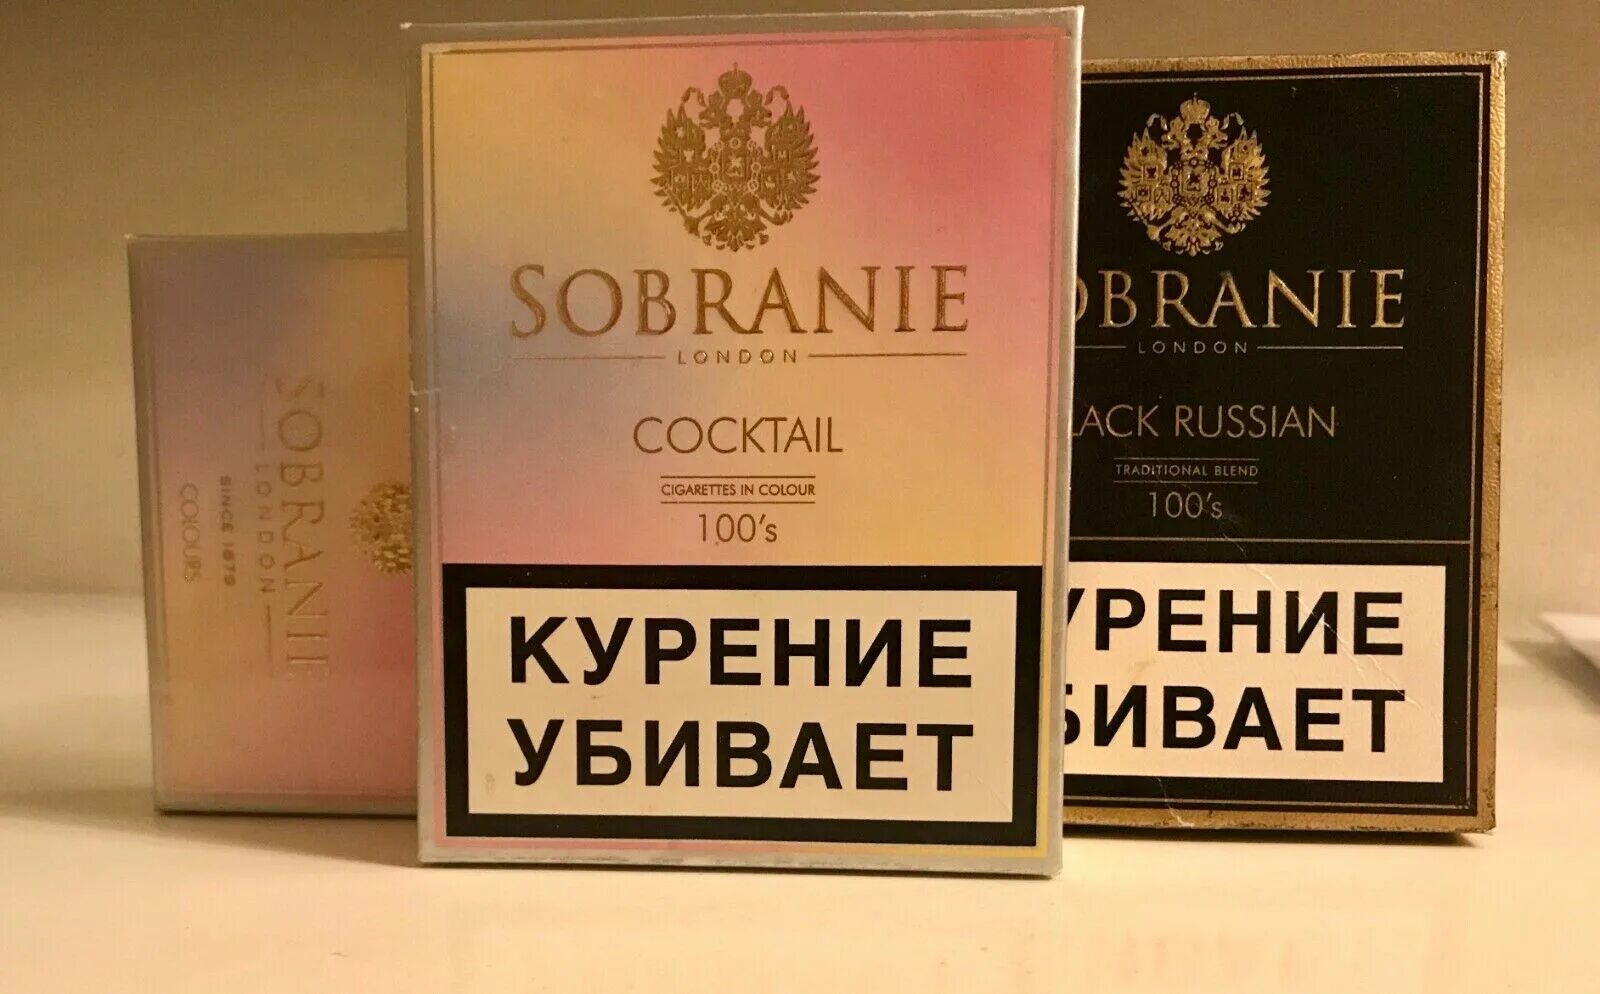 SOBRANIE
LONDON
SINCE 1879
COLOURS
SOBRANIE
LONDON
COCKTAIL
CIGARETTES IN COLOUR
100's
КУРЕНИЕ
УБИВАЕТ
OBRANIE
LONDON
LACK RUSSIAN
TRADITIONAL BLEND
100's
УРЕНИЕ
БИВАЕТ